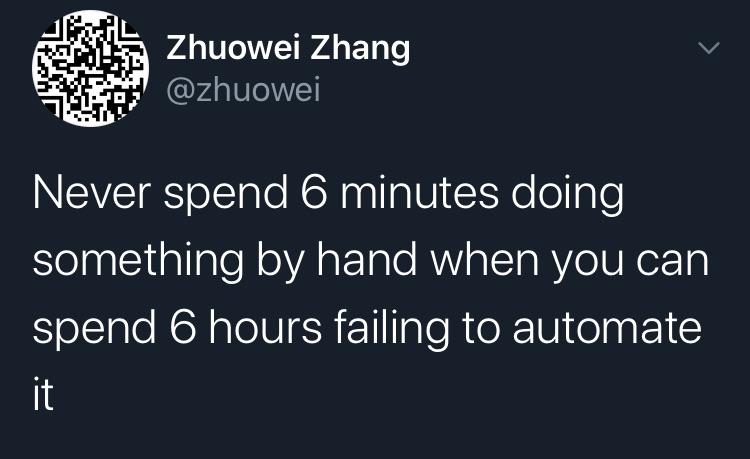 Zhuowei Zhang
@zhuowei
Never spend 6 minutes doing
something by hand when you can
spend 6 hours failing to automate
it